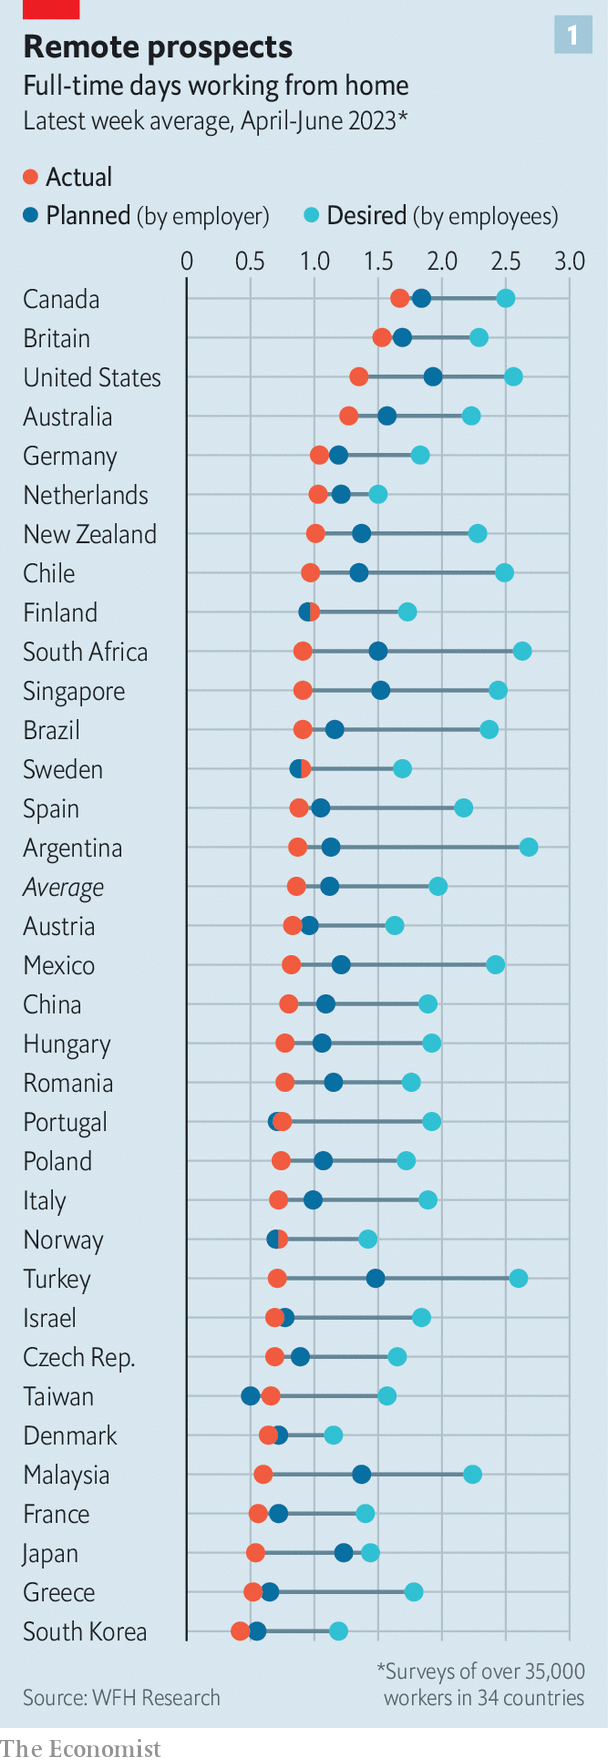 1
Remote prospects
Full-time days working from home
Latest week average, April-June 2023*
Actual
Planned (by employer) Desired (by employees)
0 0.5 1.0 1.5 2.0 2.5 3.0
Canada
Britain
United States
Australia
Germany
Netherlands
New Zealand
Chile
Finland
South Africa
Singapore
Brazil
Sweden
Spain
Argentina
Average
Austria
Mexico
China
Hungary
Romania
Portugal
Poland
Italy
Norway
Turkey
Israel
Czech Rep.
Taiwan
Denmark
Malaysia
France
Japan
Greece
South Korea
*Surveys of over 35,000
Source: WFH Research workers in 34 countries
The Economist